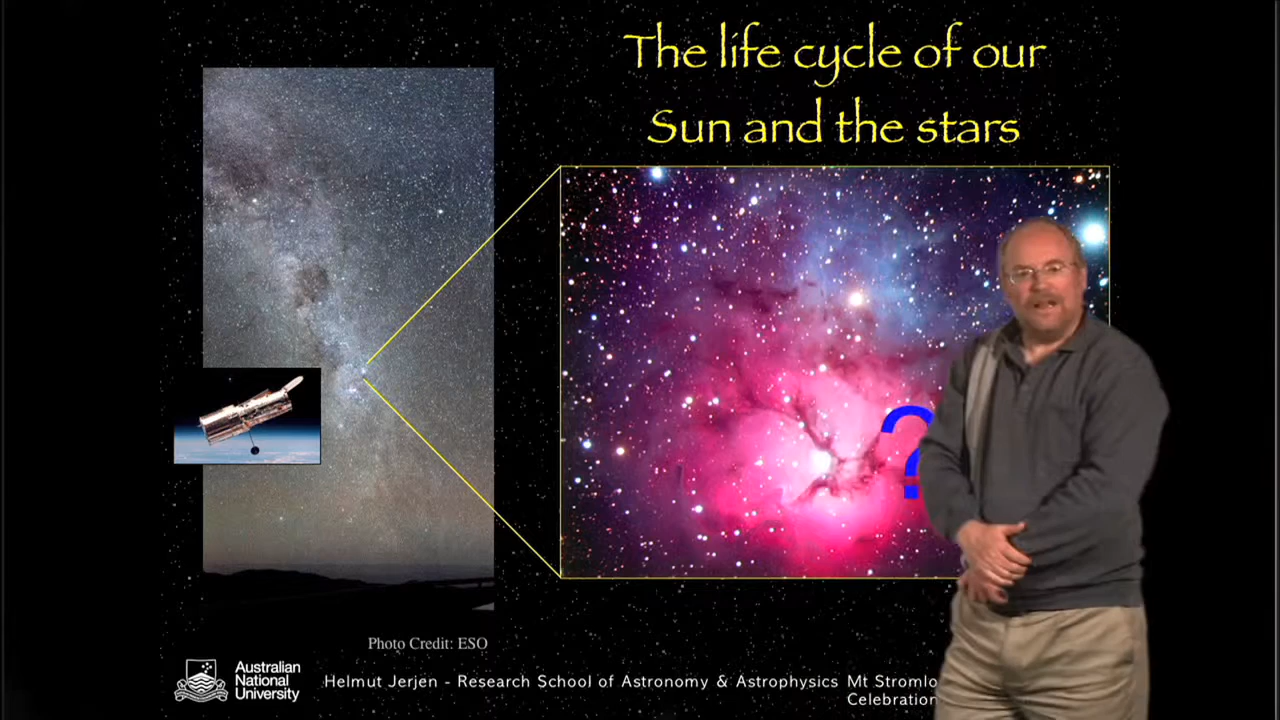 The life cycle of our
Sun and the stars
?
Photo Credit: ESO
Australian
National
University
Helmut Jerjen - Research School of Astronomy & Astrophysics
Mt Stromlo
Celebration